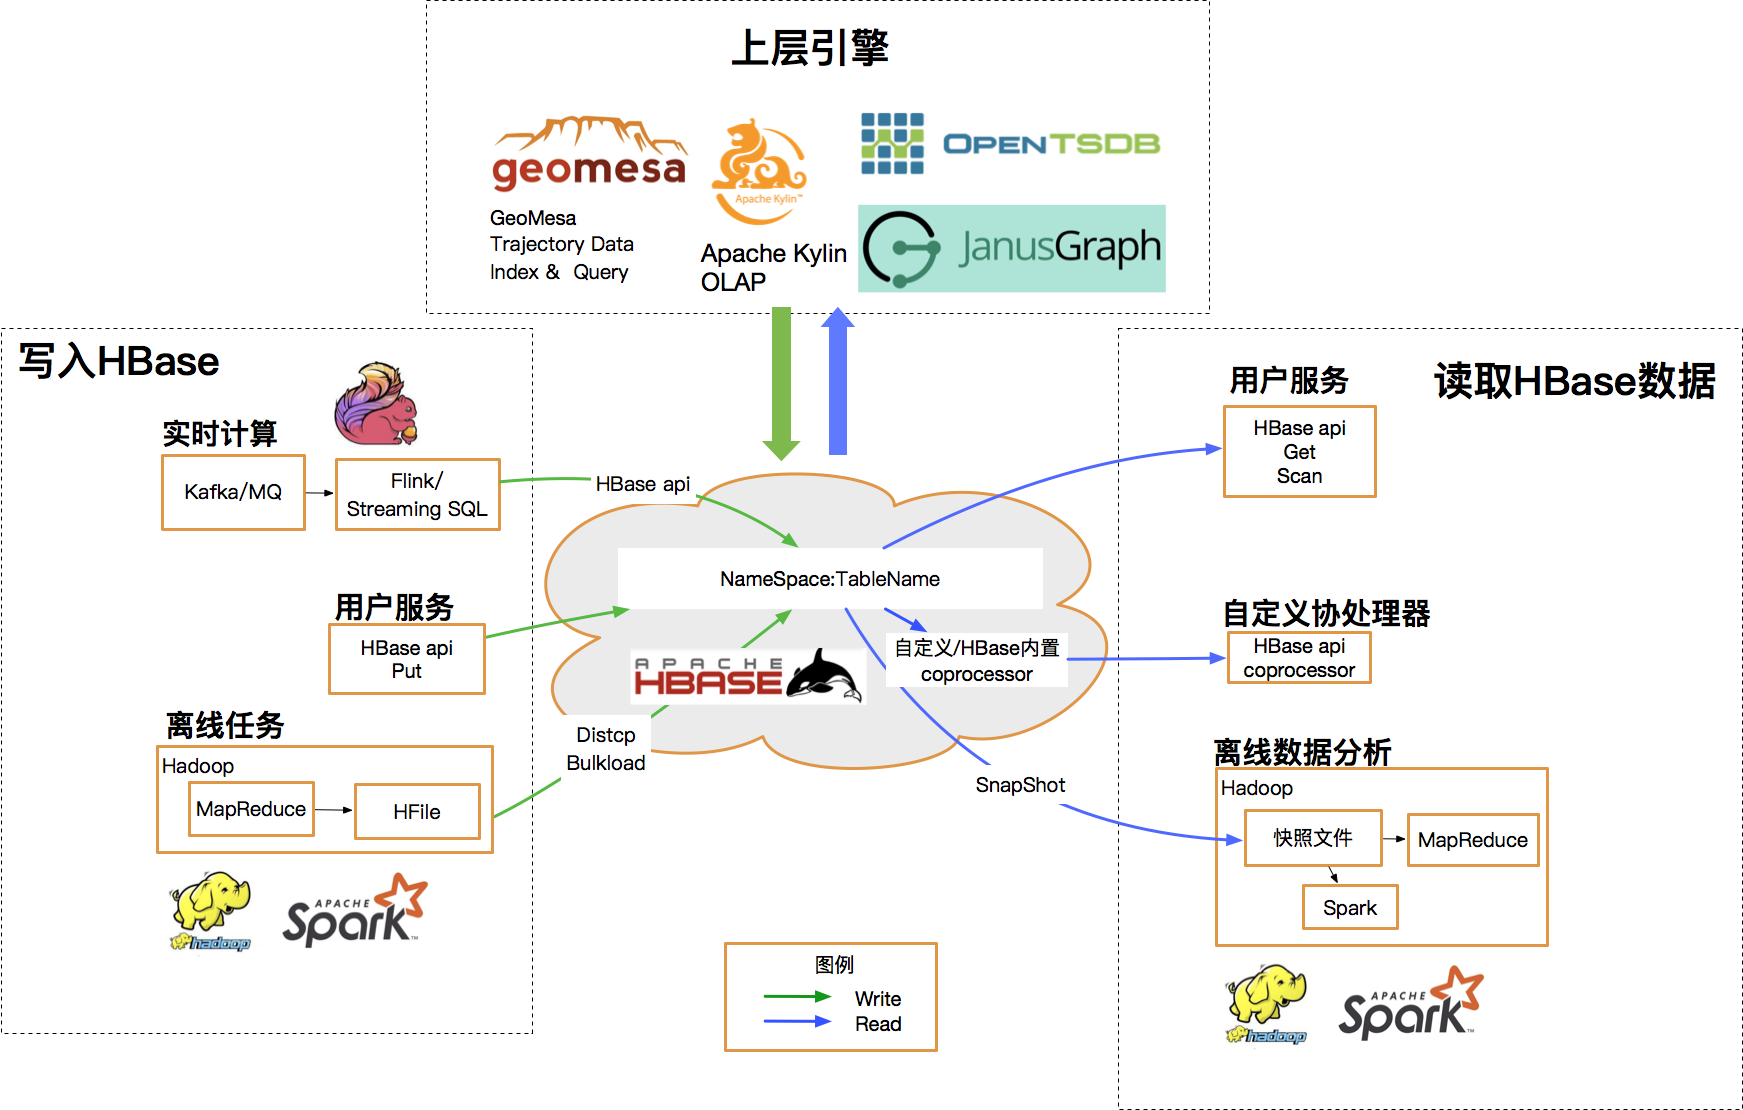 上层引擎
geomesa
GeoMesa
Trajectory Data
Index & Query
Apache Kylin™
Apache Kylin
OLAP
OPENTSDB
JanusGraph
写入HBase
实时计算
Kafka/MQ
Flink/
Streaming SQL
HBase api
用户服务
HBase api
Put
离线任务
Hadoop
MapReduce
HFile
hadoop
APACHE
Spark™
Distcp
Bulkload
NameSpace:TableName
APACHE
HBASE
自定义/HBase内置
coprocessor
SnapShot
读取HBase数据
用户服务
HBase api
Get
Scan
自定义协处理器
HBase api
coprocessor
离线数据分析
Hadoop
快照文件
MapReduce
Spark
hadoop
APACHE
Spark™
图例
Write
Read